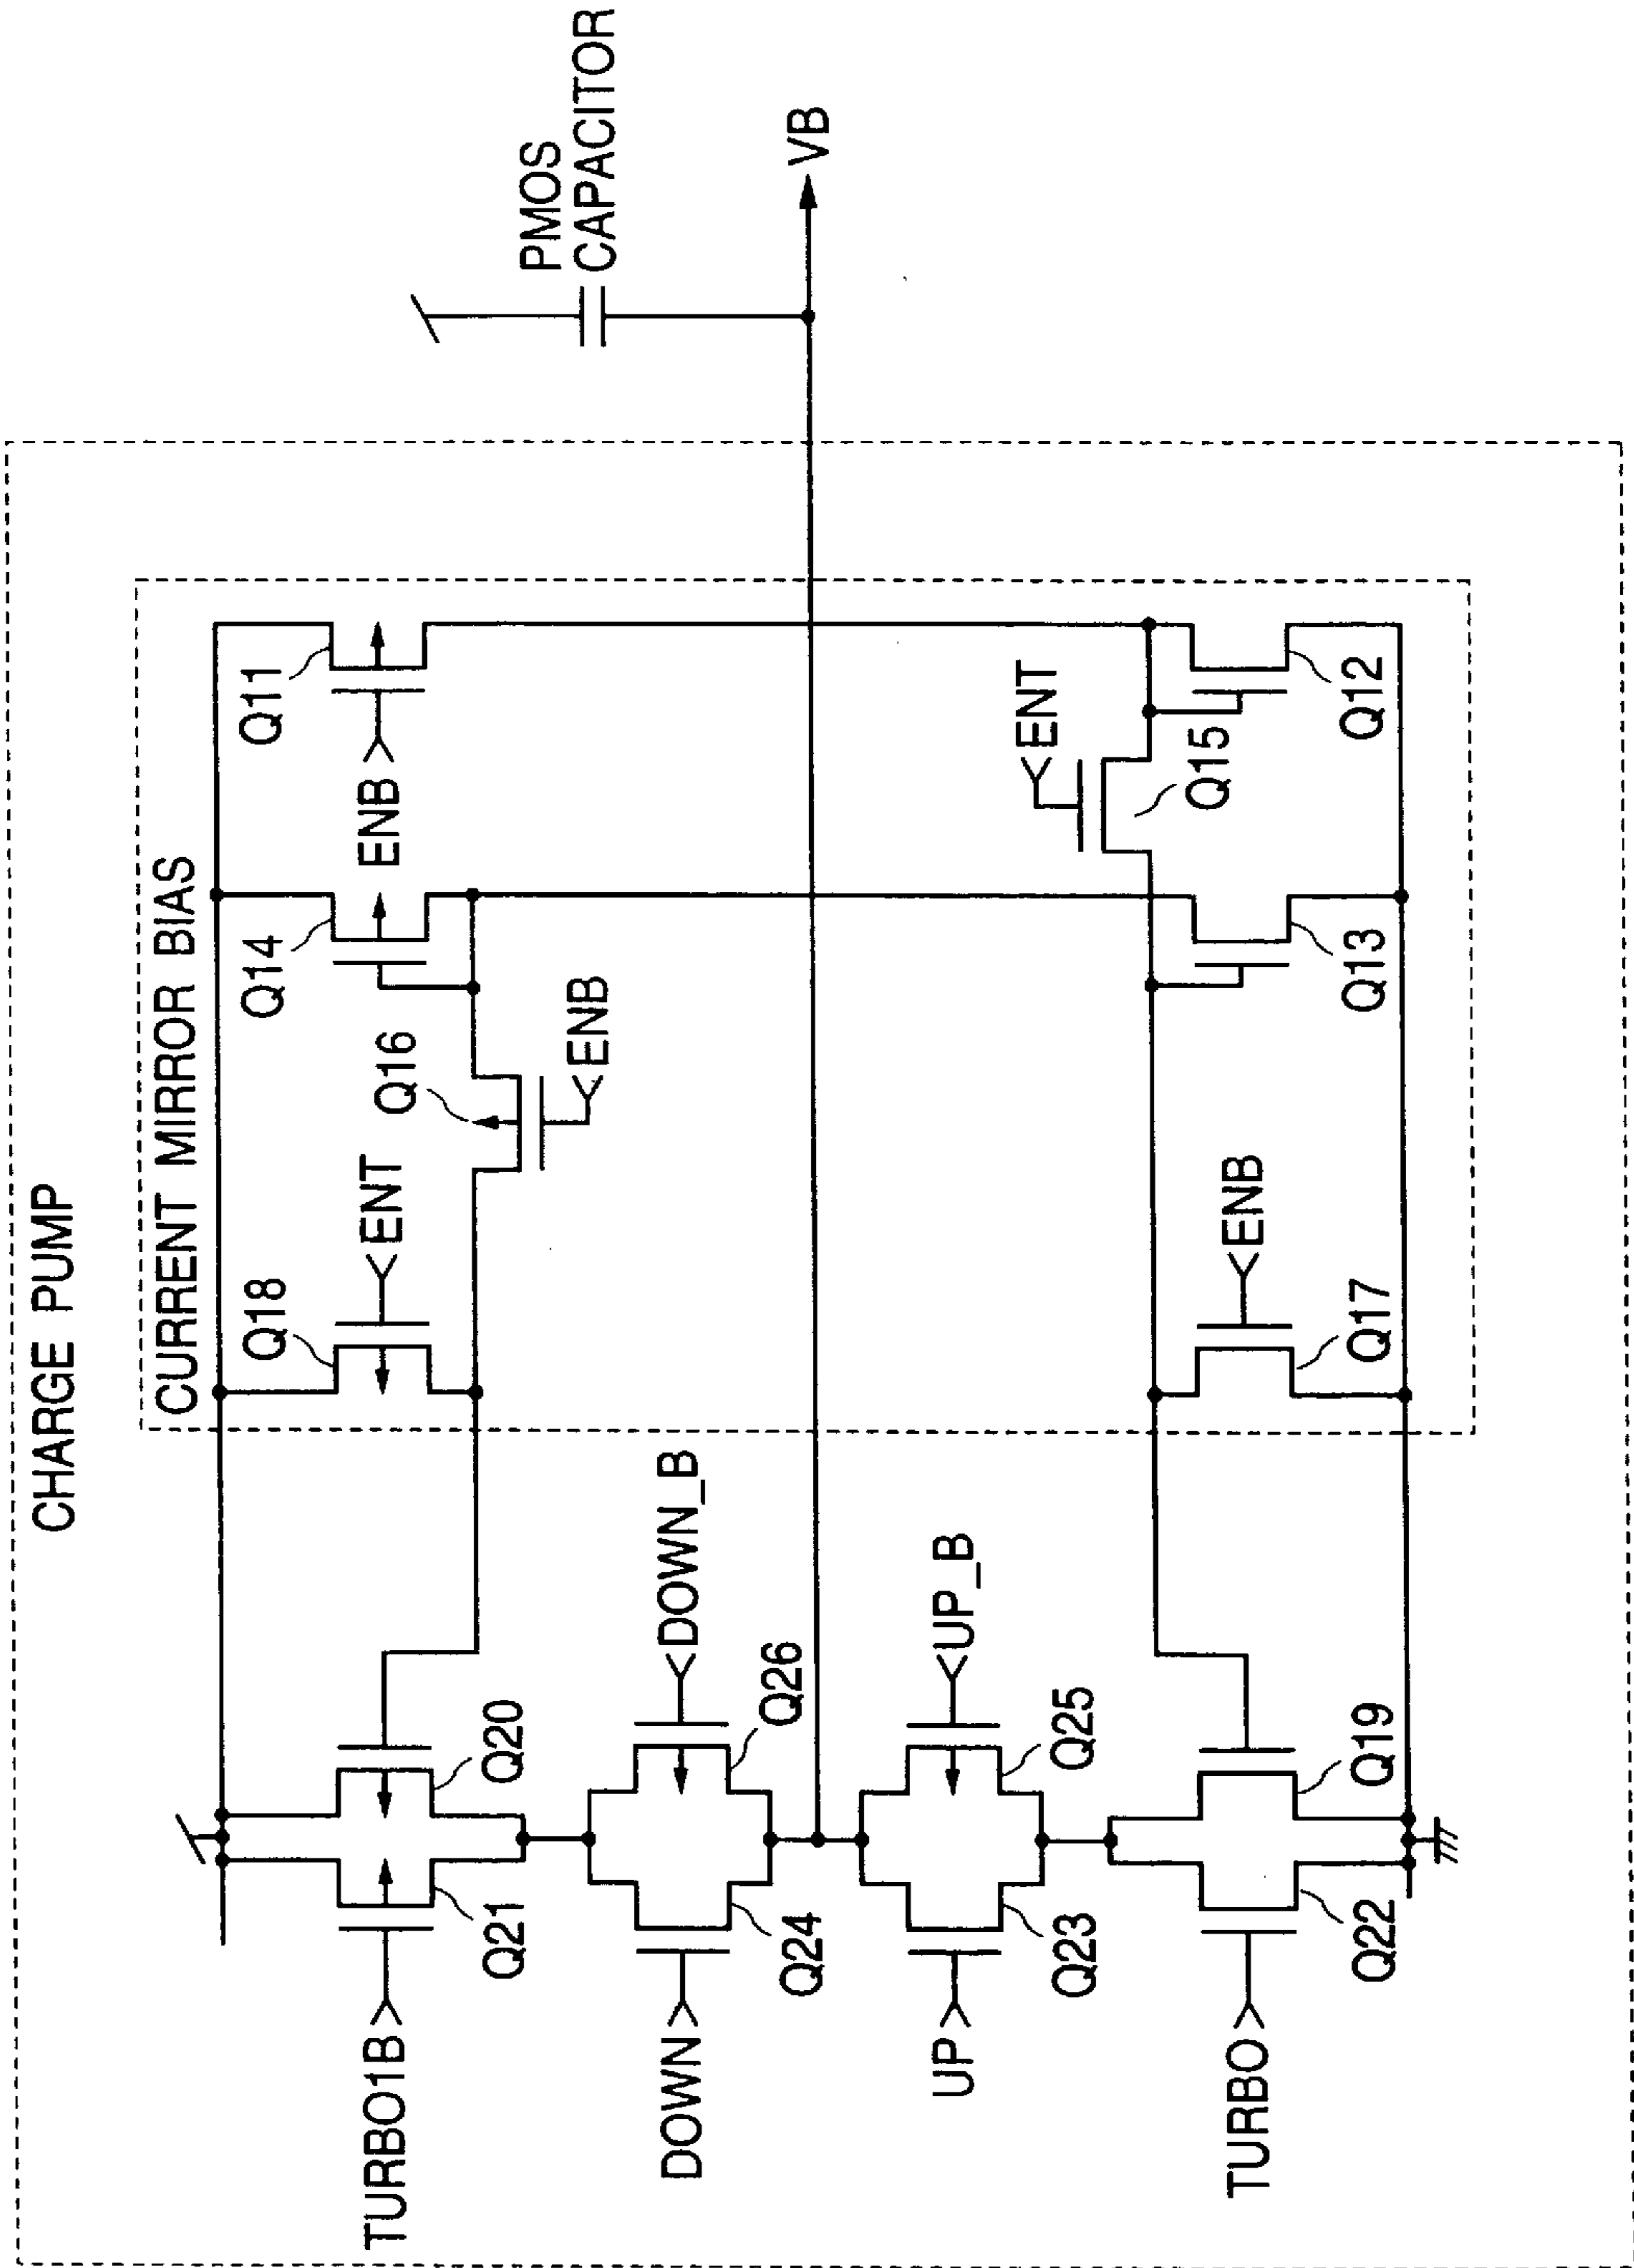 CHARGE PUMP
CURRENT MIRROR BIAS
PMOS
CAPACITOR
VB
TURBO1B
Q21
Q20
Q18
ENT
Q16
ENB
Q14
ENB
Q11
DOWN
Q24
Q26
DOWN_B
UP
Q23
Q25
UP_B
TURBO
Q22
Q19
Q17
ENB
Q13
Q15
ENT
Q12